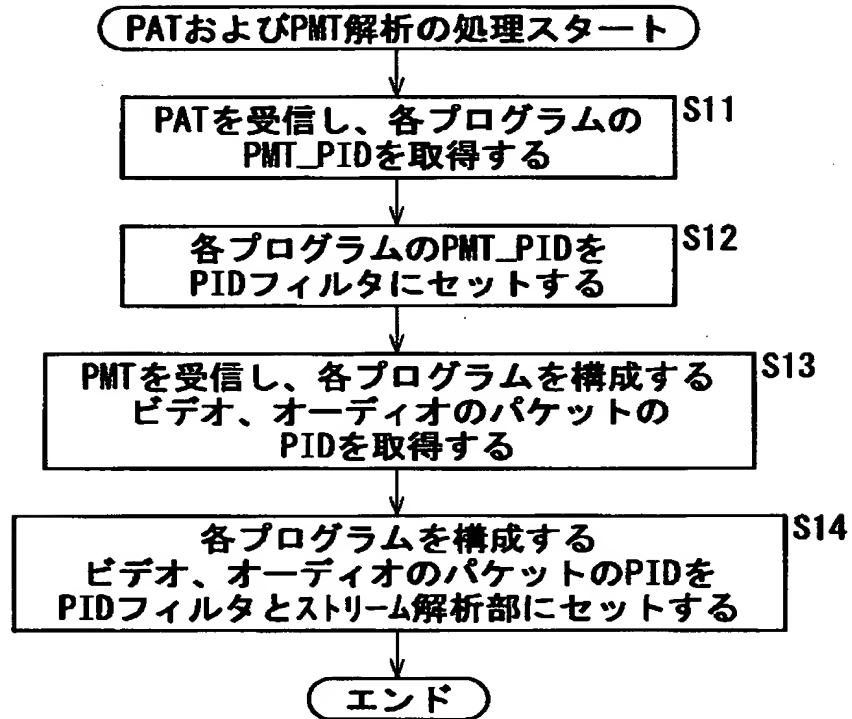 PATおよびPMT解析の処理スタート
S11
PATを受信し、各プログラムの
PMT_PIDを取得する
S12
各プログラムのPMT_PIDを
PIDフィルタにセットする
S13
PMTを受信し、各プログラムを構成する
ビデオ、オーディオのパケットの
PIDを取得する
S14
各プログラムを構成する
ビデオ、オーディオのパケットのPIDを
PIDフィルタとストリーム解析部にセットする
エンド